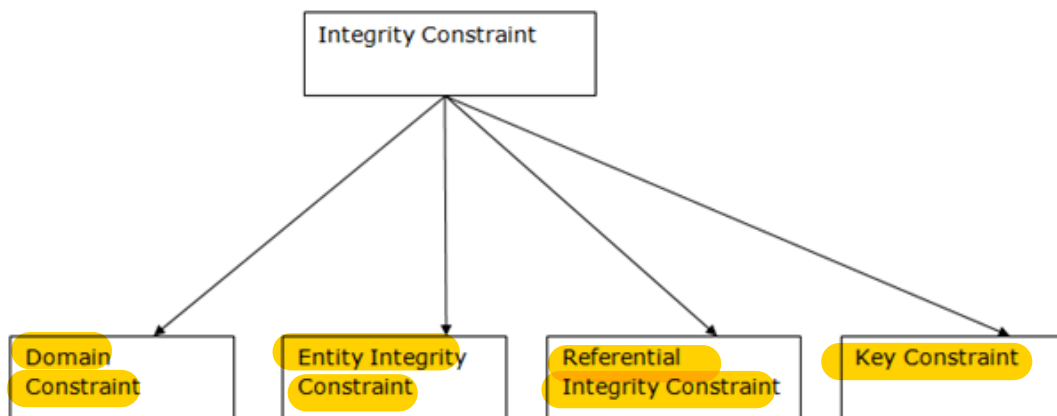 Integrity Constraint
Domain
Constraint
Entity Integrity
Constraint
Referential
Integrity Constraint
Key Constraint